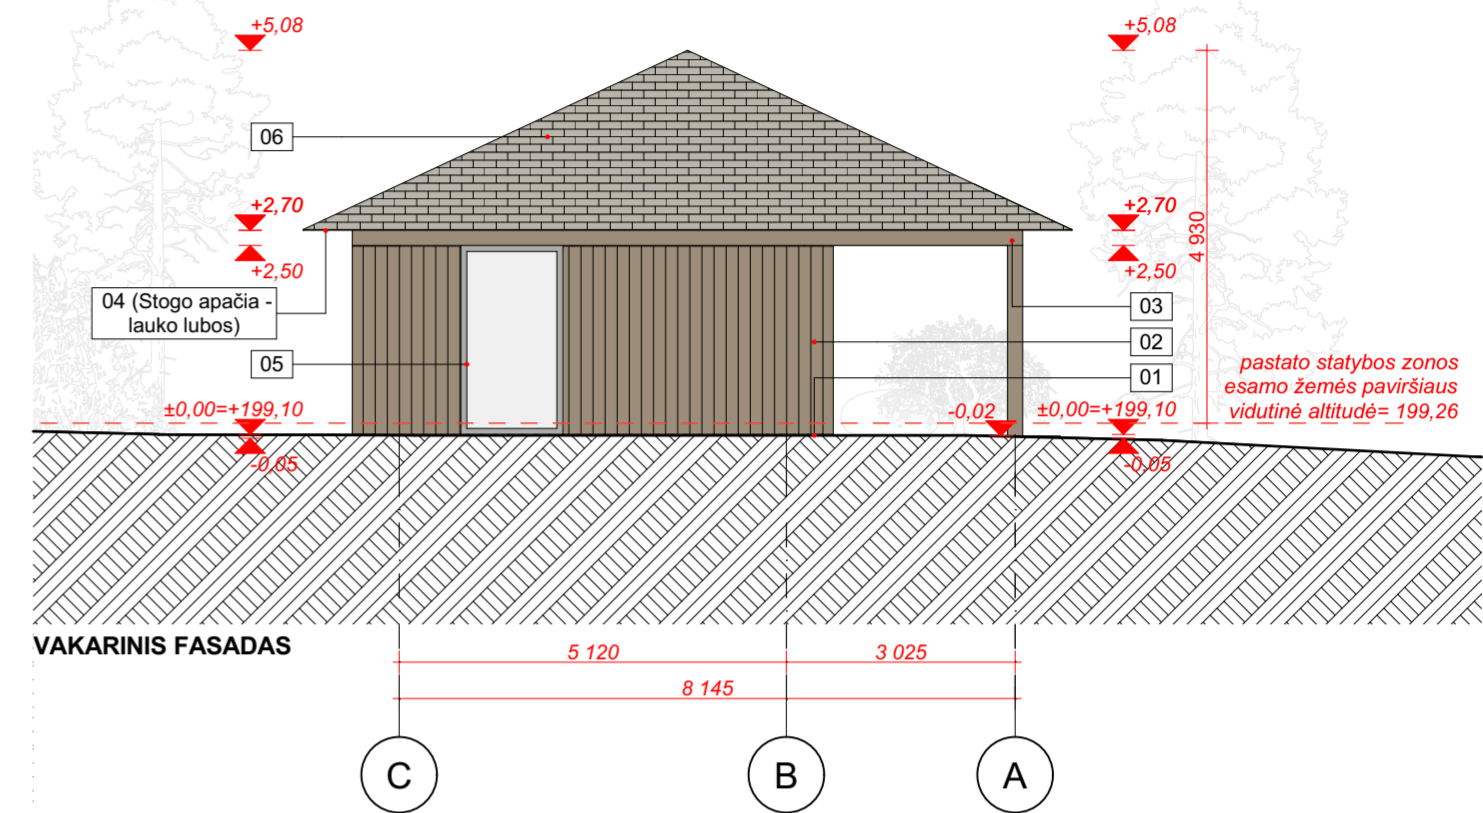 +5,08
+5,08
06
+2,70
+2,70
4 930
+2,50
+2,50
04 (Stogo apačia -
lauko lubos)
03
02
05
01
pastato statybos zonos
esamo žemės paviršiaus
vidutinė altitudė= 199,26
±0,00=+199,10
-0,02
±0,00=+199,10
-0,05
-0,05
VAKARINIS FASADAS
5 120
3 025
8 145
C
B
A